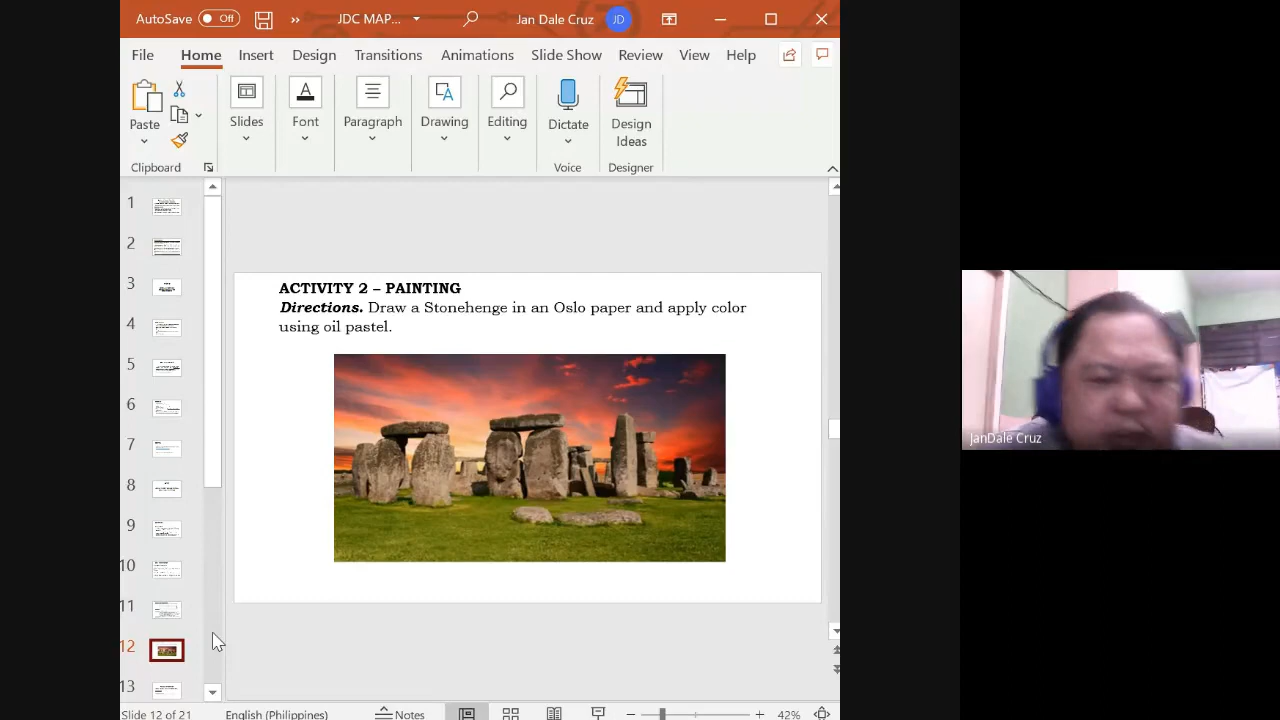 AutoSave Off JDC MAP... Jan Dale Cruz JD
File Home Insert Design Transitions Animations Slide Show Review View Help
Paste Slides Font Paragraph Drawing Editing Dictate Design Ideas
Clipboard Voice Designer
1
2
3
4
5
6
7
8
9
10
11
12
13
ACTIVITY 2 – PAINTING
Directions. Draw a Stonehenge in an Oslo paper and apply color
using oil pastel.
JanDale Cruz
Slide 12 of 21 English (Philippines) Notes 42%